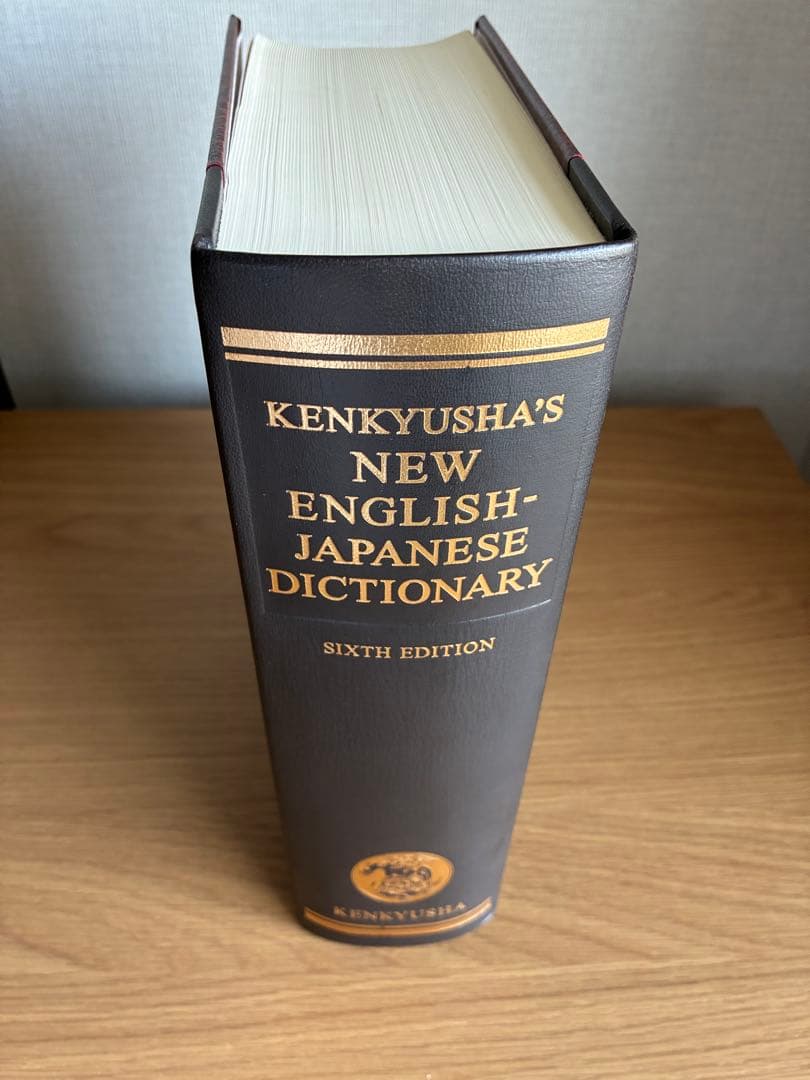 KENKYUSHA'S
NEW
ENGLISH-
JAPANESE
DICTIONARY
SIXTH EDITION
KENKYUSHA